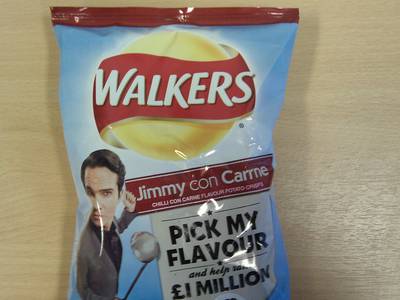 WALKERS
®
Jimmy con Carne
CHILLI CON CARNE FLAVOUR POTATO CRISPS
PICK MY
FLAVOUR
and help
£1 MILLION